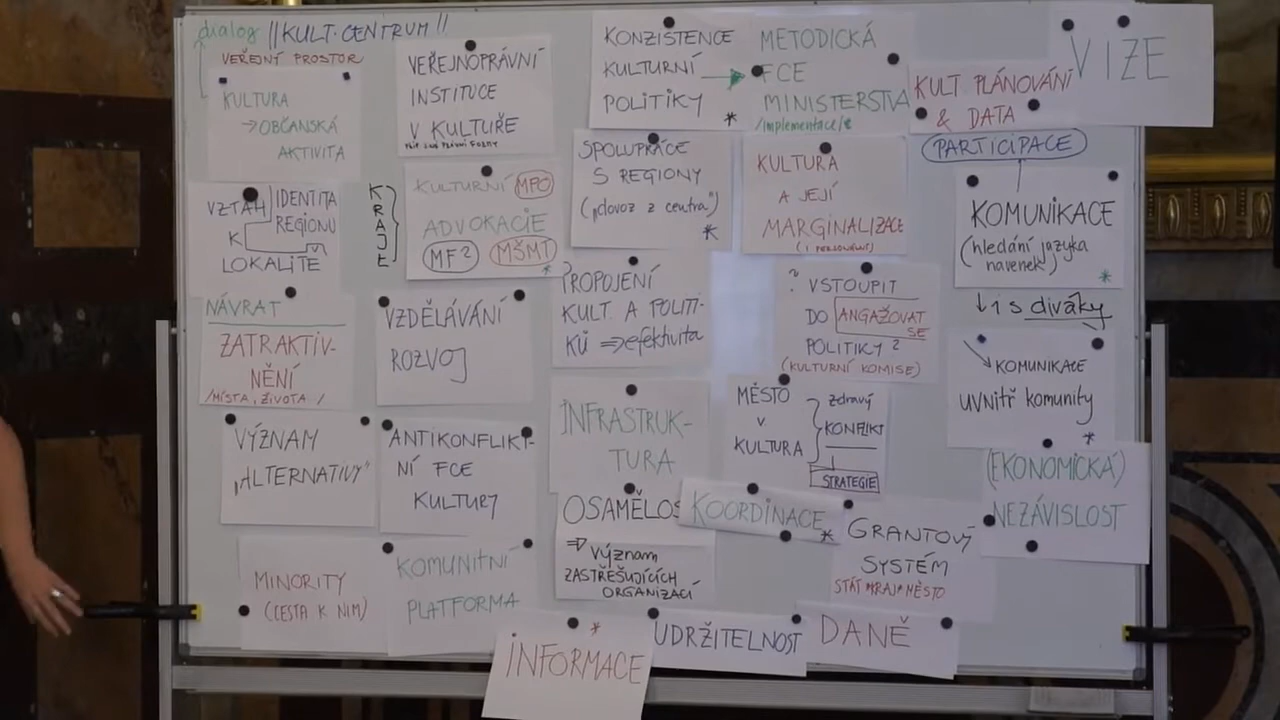 dialog || KULT. CENTRUM ||
VEŘEJNÝ PROSTOR
KULTURA
→ OBČANSKÁ
AKTIVITA
VEŘEJNOPRÁVNÍ
INSTITUCE
V KULTUŘE
KONZISTENCE
KULTURNÍ
POLITIKY *
METODICKÁ
FCE
MINISTERSTVA
/implementace/
KULT PLÁNOVÁNÍ
& DATA
VIZE
PARTICIPACE
VZTAH
K
LOKALITĚ
IDENTITA
REGIONU
KRAJE
KULTURNÍ MPO
ADVOKACIE
MF? MŠMT
*
SPOLUPRÁCE
S REGIONY
("dovoz z centra")
*
KULTURA
A JEJÍ
MARGINALIZACE
KOMUNIKACE
(hledání jazyka
navenek)
*
↓ i s diváky
NÁVRAT
ZATRAKTIV-
NĚNÍ
/MÍSTA, ŽIVOTA/
VZDĚLÁVÁNÍ
ROZVOJ
PROPOJENÍ
KULT A POLITI-
KŮ ⇒ efektivita
? VSTOUPIT
DO ANGAŽOVAT
SE
POLITIKY?
(KULTURNÍ KOMISE)
KOMUNIKACE
uvnitř komunity
*
VÝZNAM
"ALTERNATIVY"
ANTIKONFLIKT-
NÍ FCE
KULTURY
INFRASTRUK-
TURA
MĚSTO
V
KULTURA
zdravý
KONFLIKT
STRATEGIE
(EKONOMICKÁ)
NEZÁVISLOST
OSAMĚLOS
⇒ význam
ZASTŘEŠUJÍCÍCH
ORGANIZACÍ
KOORDINACE
*
GRANTOVÝ
SYSTÉM
STÁT * KRAJ * MĚSTO
MINORITY
(CESTA K NIM)
KOMUNITNÍ
PLATFORMA
INFORMACE *
UDRŽITELNOST
DANĚ